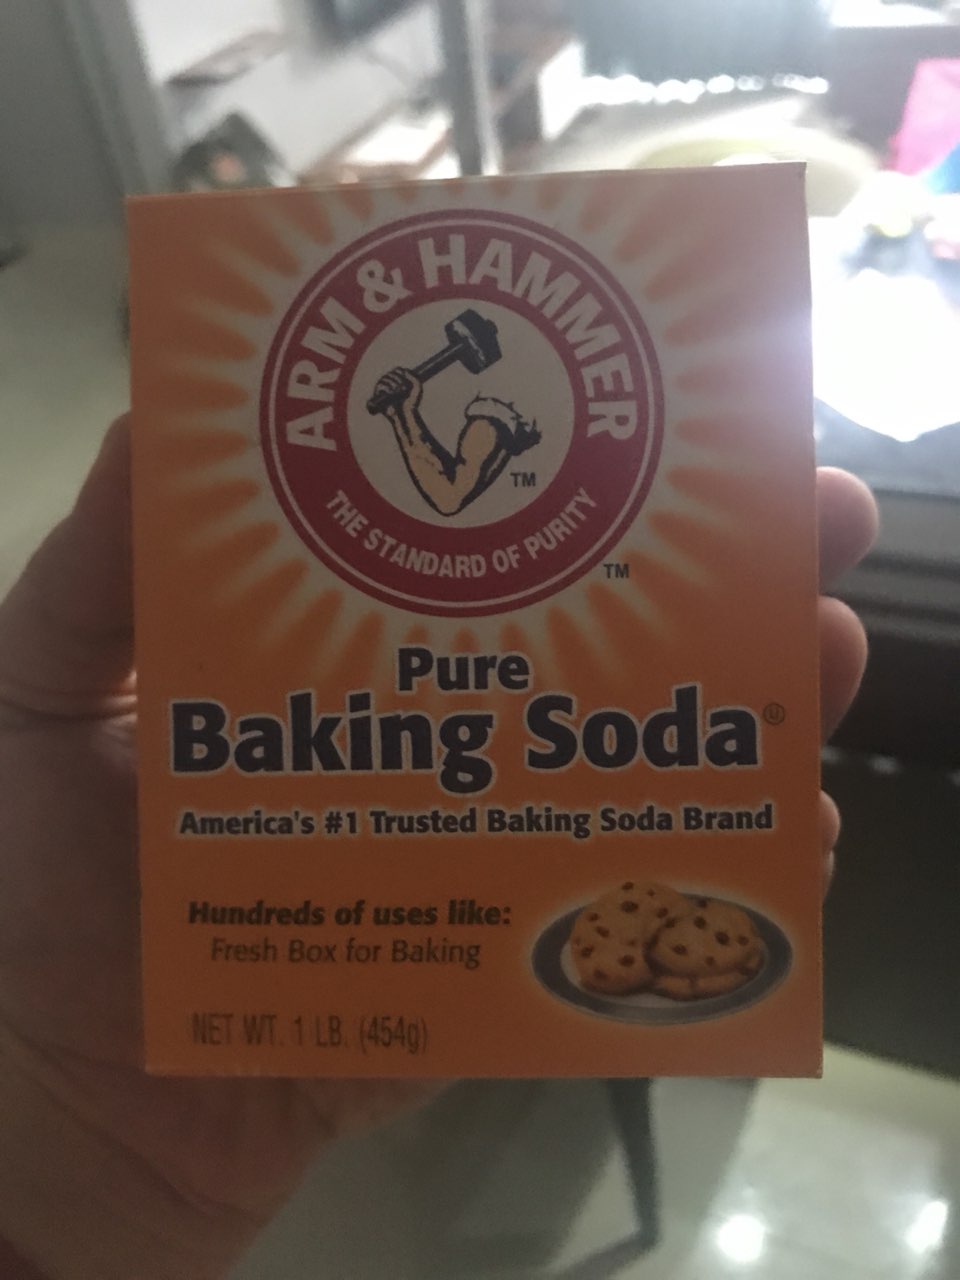 ARM & HAMMER
TM
THE STANDARD OF PURITY
TM
Pure
Baking Soda Ⓤ
America's #1 Trusted Baking Soda Brand
Hundreds of uses like:
Fresh Box for Baking
NET WT. 1 LB. (454g)